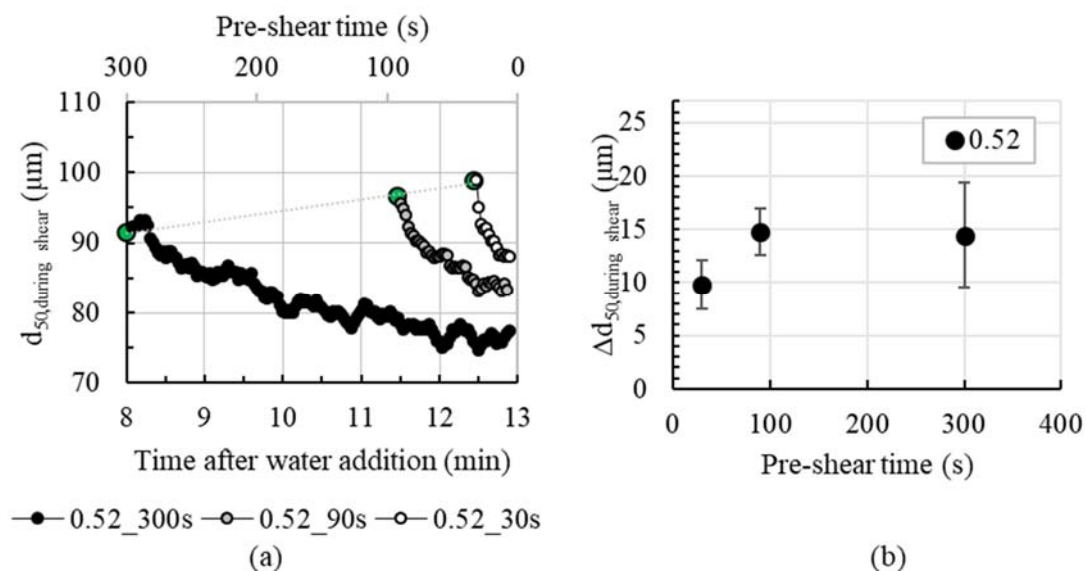 Pre-shear time (s)
300 200 100 0
110
100
90
80
70
d50,during shear (μm)
8 9 10 11 12 13
Time after water addition (min)
0.52_300s 0.52_90s 0.52_30s
(a)
25
20
15
10
5
0
Δd50,during shear (μm)
0.52
0 100 200 300 400
Pre-shear time (s)
(b)